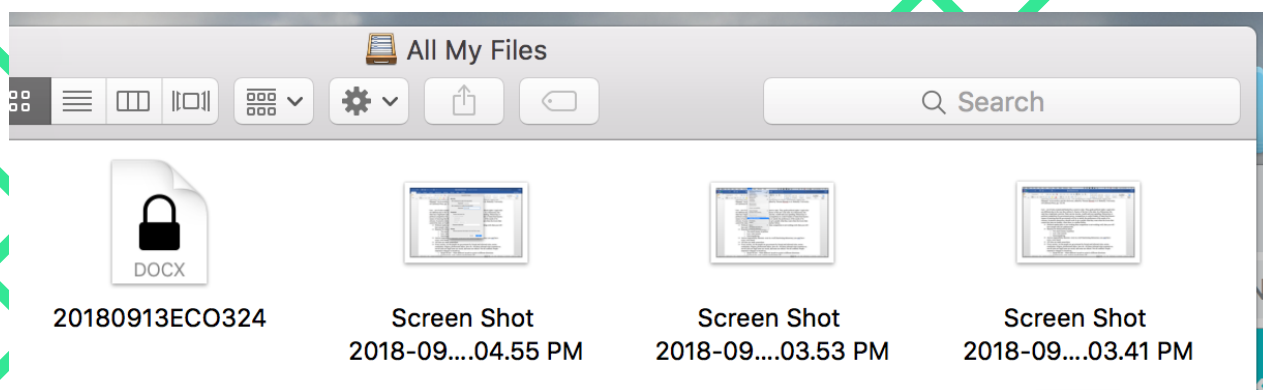 All My Files
Search
DOCX
20180913ECO324
Screen Shot
2018-09....04.55 PM
Screen Shot
2018-09....03.53 PM
Screen Shot
2018-09....03.41 PM